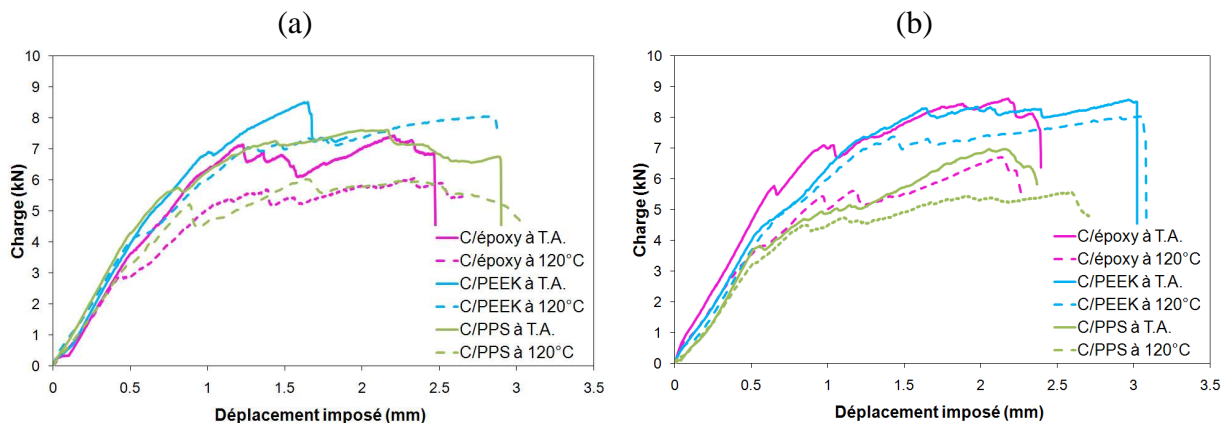 (a)
(b)
Charge (kN)
10
9
8
7
6
5
4
3
2
1
0
C/époxy à T.A.
C/époxy à 120°C
C/PEEK à T.A.
C/PEEK à 120°C
C/PPS à T.A.
C/PPS à 120°C
0 0.5 1 1.5 2 2.5 3 3.5
Déplacement imposé (mm)
Charge (kN)
10
9
8
7
6
5
4
3
2
1
0
C/époxy à T.A.
C/époxy à 120°C
C/PEEK à T.A.
C/PEEK à 120°C
C/PPS à T.A.
C/PPS à 120°C
0 0.5 1 1.5 2 2.5 3 3.5
Déplacement imposé (mm)